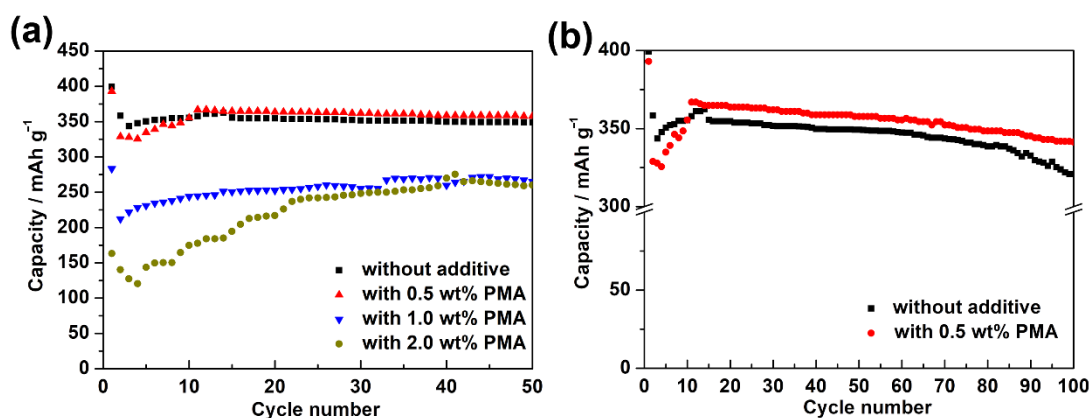 (a)
Capacity / mAh g⁻¹
450
400
350
300
250
200
150
100
50
0
0 10 20 30 40 50
Cycle number
without additive
with 0.5 wt% PMA
with 1.0 wt% PMA
with 2.0 wt% PMA
(b)
Capacity / mAh g⁻¹
400
350
300
50
0
0 10 20 30 40 50 60 70 80 90 100
Cycle number
without additive
with 0.5 wt% PMA